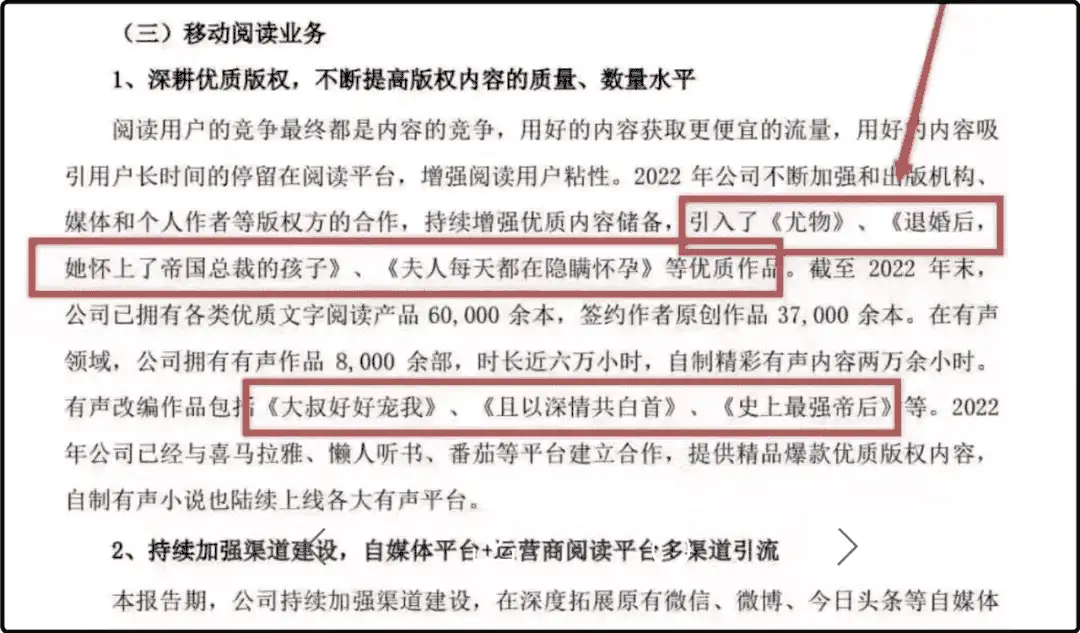 （三）移动阅读业务
1、深耕优质版权，不断提高版权内容的质量、数量水平
阅读用户的竞争最终都是内容的竞争，用好的内容获取更便宜的流量，用好的内容吸
引用户长时间的停留在阅读平台，增强阅读用户粘性。2022 年公司不断加强和出版机构、
媒体和个人作者等版权方的合作，持续增强优质内容储备，引入了《尤物》、《退婚后，
她怀上了帝国总裁的孩子》、《夫人每天都在隐瞒怀孕》等优质作品。截至 2022 年末，
公司已拥有各类优质文字阅读产品 60,000 余本，签约作者原创作品 37,000 余本。在有声
领域，公司拥有有声作品 8,000 余部，时长近六万小时，自制精彩有声内容两万余小时。
有声改编作品包括《大叔好好宠我》、《且以深情共白首》、《史上最强帝后》等。2022
年公司已经与喜马拉雅、懒人听书、番茄等平台建立合作，提供精品爆款优质版权内容，
自制有声小说也陆续上线各大有声平台。
2、持续加强渠道建设，自媒体平台+运营商阅读平台多渠道引流
本报告期，公司持续加强渠道建设，在深度拓展原有微信、微博、今日头条等自媒体